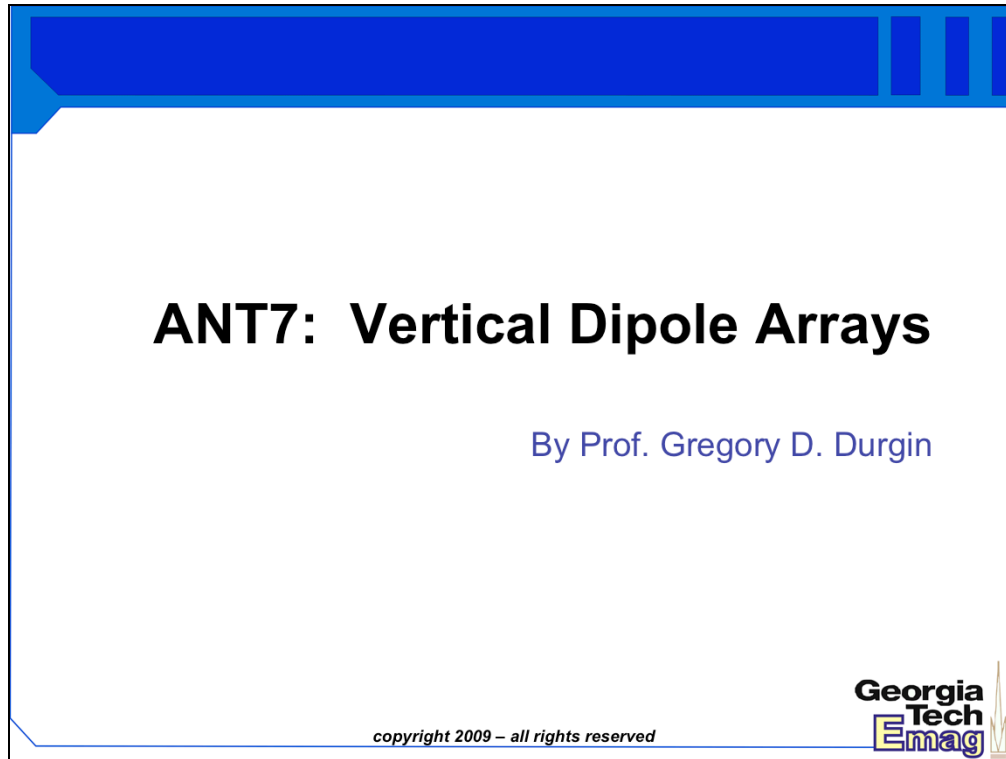 ANT7: Vertical Dipole Arrays
By Prof. Gregory D. Durgin
Georgia
Tech
Emag
copyright 2009 – all rights reserved